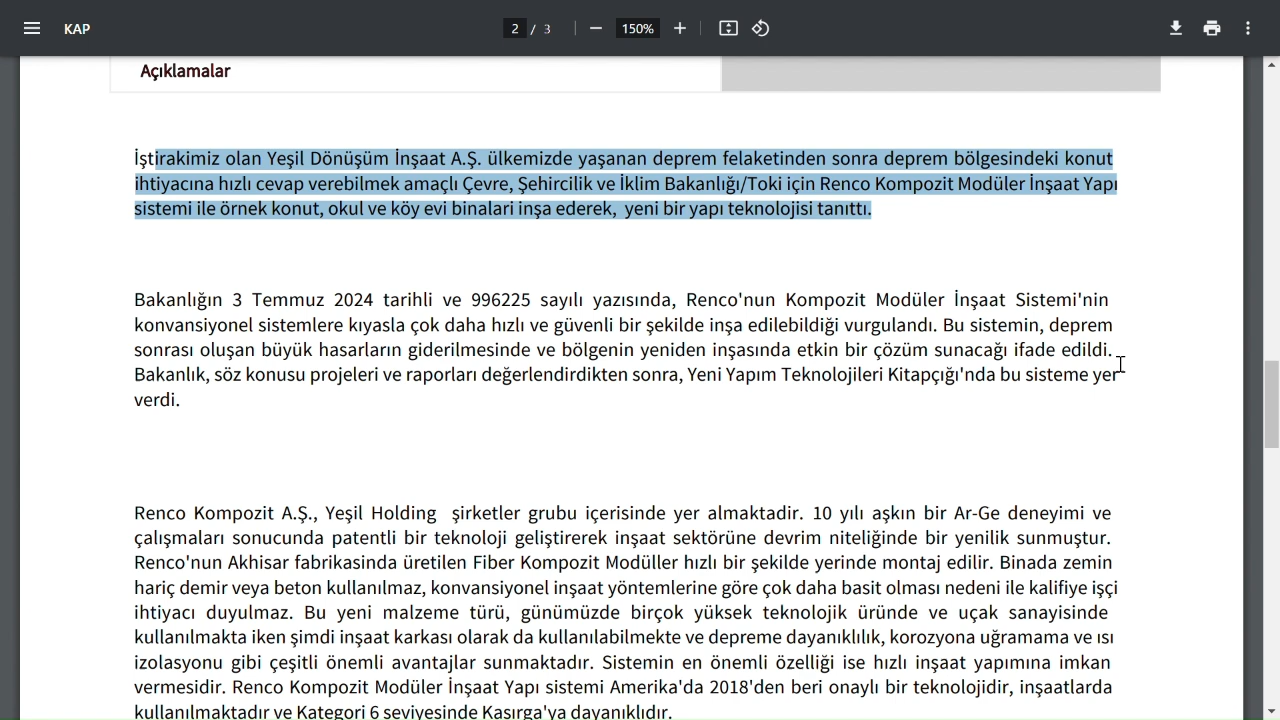 KAP
2 / 3
150%
Açıklamalar
İştirakimiz olan Yeşil Dönüşüm İnşaat A.Ş. ülkemizde yaşanan deprem felaketinden sonra deprem bölgesindeki konut
ihtiyacına hızlı cevap verebilmek amaçlı Çevre, Şehircilik ve İklim Bakanlığı/Toki için Renco Kompozit Modüler İnşaat Yapı
sistemi ile örnek konut, okul ve köy evi binalari inşa ederek,  yeni bir yapı teknolojisi tanıttı.
Bakanlığın 3 Temmuz 2024 tarihli ve 996225 sayılı yazısında, Renco'nun Kompozit Modüler İnşaat Sistemi'nin
konvansiyonel sistemlere kıyasla çok daha hızlı ve güvenli bir şekilde inşa edilebildiği vurgulandı. Bu sistemin, deprem
sonrası oluşan büyük hasarların giderilmesinde ve bölgenin yeniden inşasında etkin bir çözüm sunacağı ifade edildi.
Bakanlık, söz konusu projeleri ve raporları değerlendirdikten sonra, Yeni Yapım Teknolojileri Kitapçığı'nda bu sisteme yer
verdi.
Renco Kompozit A.Ş., Yeşil Holding  şirketler grubu içerisinde yer almaktadir. 10 yılı aşkın bir Ar-Ge deneyimi ve
çalışmaları sonucunda patentli bir teknoloji geliştirerek inşaat sektörüne devrim niteliğinde bir yenilik sunmuştur.
Renco'nun Akhisar fabrikasinda üretilen Fiber Kompozit Modüller hızlı bir şekilde yerinde montaj edilir. Binada zemin
hariç demir veya beton kullanılmaz, konvansiyonel inşaat yöntemlerine göre çok daha basit olması nedeni ile kalifiye işçi
ihtiyacı duyulmaz. Bu yeni malzeme türü, günümüzde birçok yüksek teknolojik üründe ve uçak sanayisinde
kullanılmakta iken şimdi inşaat karkası olarak da kullanılabilmekte ve depreme dayanıklılık, korozyona uğramama ve ısı
izolasyonu gibi çeşitli önemli avantajlar sunmaktadır. Sistemin en önemli özelliği ise hızlı inşaat yapımına imkan
vermesidir. Renco Kompozit Modüler İnşaat Yapı sistemi Amerika'da 2018'den beri onaylı bir teknolojidir, inşaatlarda
kullanılmaktadır ve Kategori 6 seviyesinde Kasırga'ya dayanıklıdır.